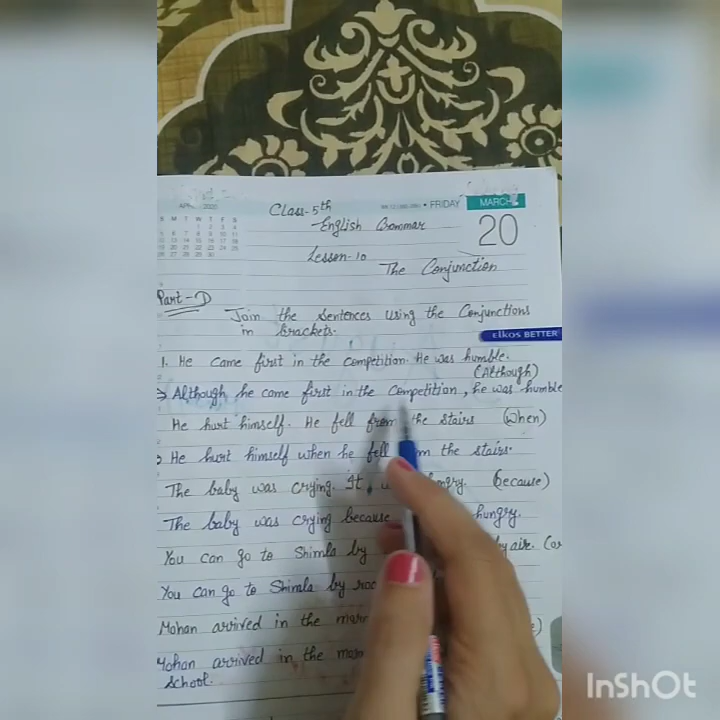 FRIDAY MARCH
20
Class-5th
English Grammar
Lesson-10
The Conjunction
Part-D
Join the sentences using the Conjunctions
in brackets.
elkos BETTER
1. He came first in the competition. He was humble.
(Although)
Although he came first in the Competition, he was humble
He hurt himself. He fell from the stairs (When)
He hurt himself when he fell the stairs.
The baby was crying. It hungry. (because)
The baby was crying because hungry.
You can go to Shimla by by air. (or
You can go to Shimla by
Mohan arrived in the
Mohan arrived in the
School.
InShOt